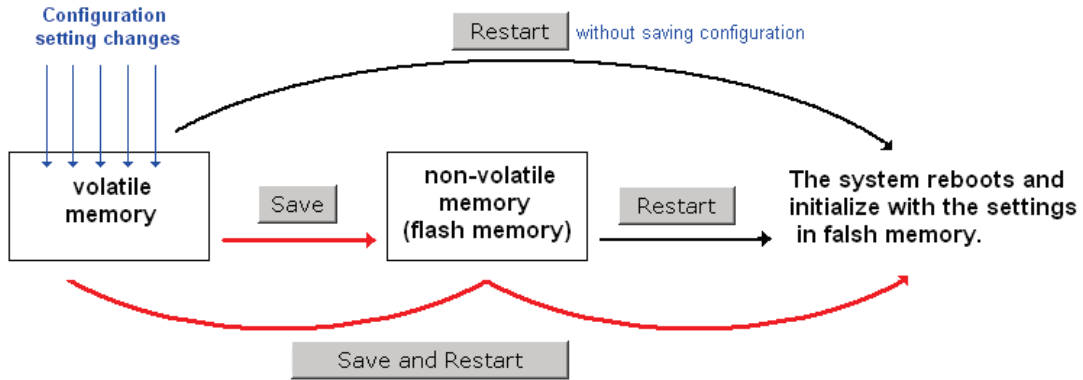 Configuration
setting changes
Restart
without saving configuration
volatile
memory
Save
non-volatile
memory
(flash memory)
Restart
The system reboots and
initialize with the settings
in falsh memory.
Save and Restart